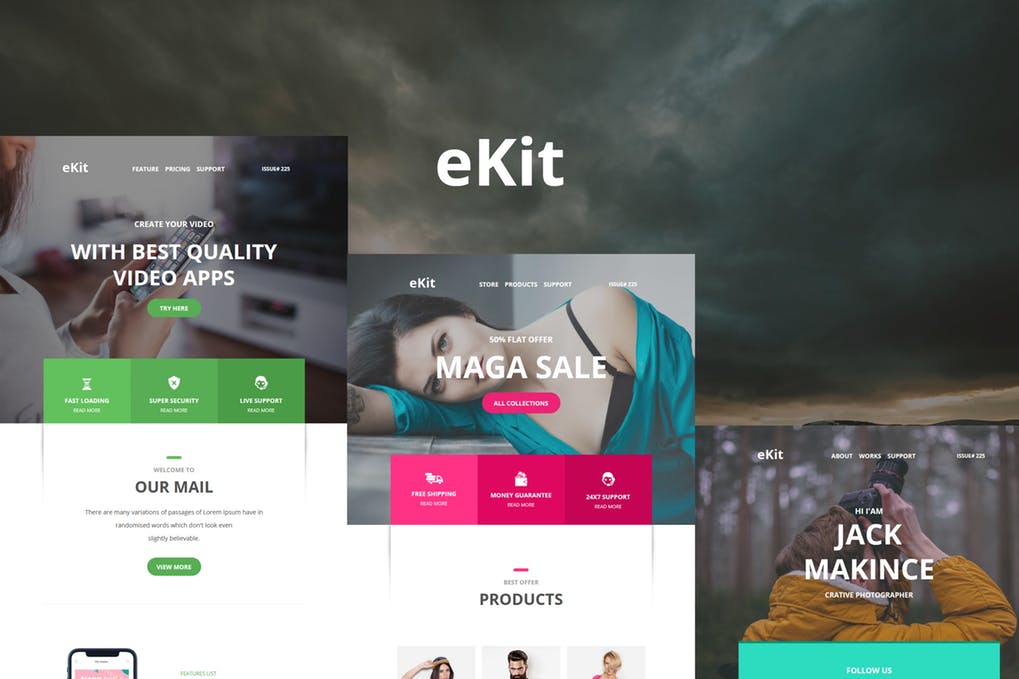 eKit
eKit
FEATURE PRICING SUPPORT
ISSUE# 225
CREATE YOUR VIDEO
WITH BEST QUALITY
VIDEO APPS
TRY HERE
FAST LOADING
READ MORE
SUPER SECURITY
READ MORE
LIVE SUPPORT
READ MORE
WELCOME TO
OUR MAIL
There are many variations of passages of Lorem Ipsum have in
randomised words which don't look even
slightly believable.
VIEW MORE
FEATURES LIST
eKit
STORE PRODUCTS SUPPORT
ISSUE# 225
50% FLAT OFFER
MAGA SALE
ALL COLLECTIONS
FREE SHIPPING
READ MORE
MONEY GUARANTEE
READ MORE
24X7 SUPPORT
READ MORE
BEST OFFER
PRODUCTS
eKit
ABOUT WORKS SUPPORT
ISSUE# 225
HI I'AM
JACK
MAKINCE
CRATIVE PHOTOGRAPHER
FOLLOW US